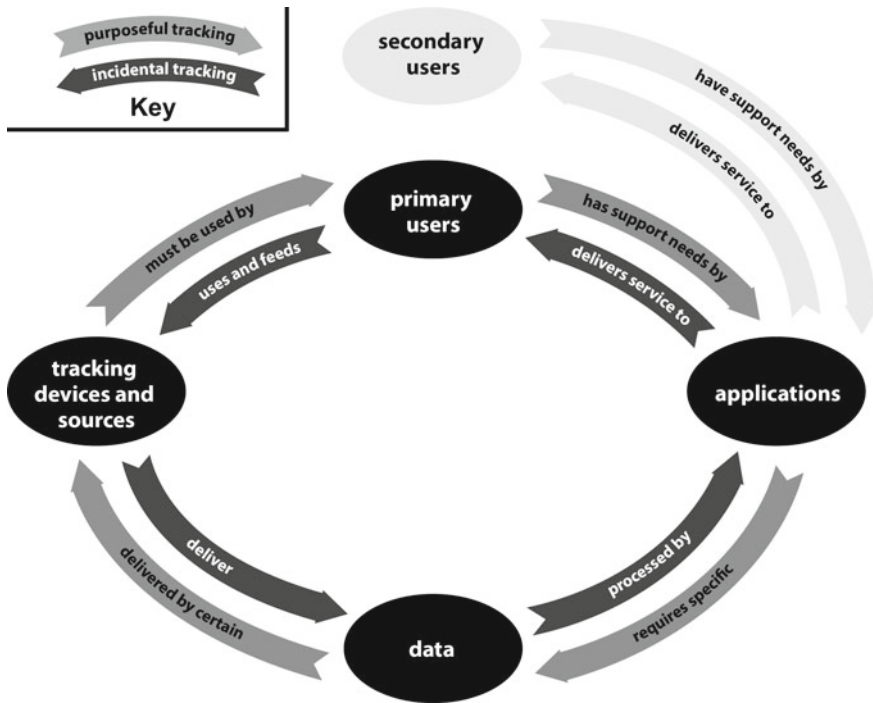 purposeful tracking
incidental tracking
Key
secondary
users
have support needs by
delivers service to
primary
users
must be used by
uses and feeds
has support needs by
delivers service to
tracking
devices and
sources
applications
deliver
delivered by certain
processed by
requires specific
data